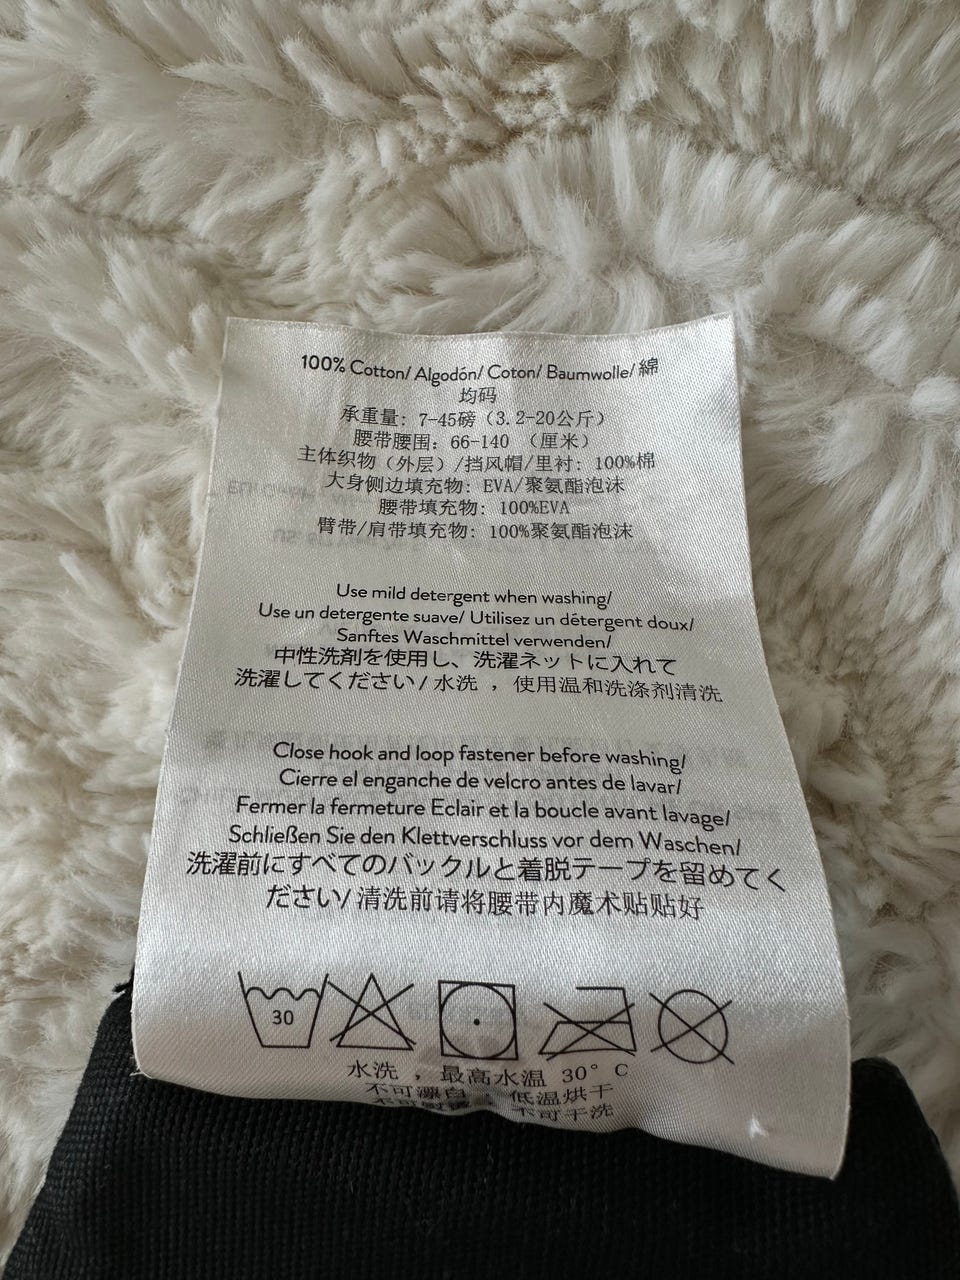 100% Cotton/ Algodón/ Coton/ Baumwolle/ 綿
均码
承重量: 7-45磅 (3.2-20公斤)
腰带腰围: 66-140 (厘米)
主体织物 (外层) /挡风帽/里衬: 100%棉
大身侧边填充物: EVA/聚氨酯泡沫
腰带填充物: 100%EVA
臂带/肩带填充物: 100%聚氨酯泡沫
Use mild detergent when washing/
Use un detergente suave/ Utilisez un détergent doux/
Sanftes Waschmittel verwenden/
中性洗剤を使用し、洗濯ネットに入れて
洗濯してください/ 水洗 , 使用温和洗涤剂清洗
Close hook and loop fastener before washing/
Cierre el enganche de velcro antes de lavar/
Fermer la fermeture Eclair et la boucle avant lavage/
Schließen Sie den Klettverschluss vor dem Waschen/
洗濯前にすべてのバックルと着脱テープを留めてく
ださい/ 清洗前请将腰带内魔术贴贴好
30
水洗 , 最高水温 30° C
不可漂白 , 低温烘干
不可熨烫 , 不可干洗